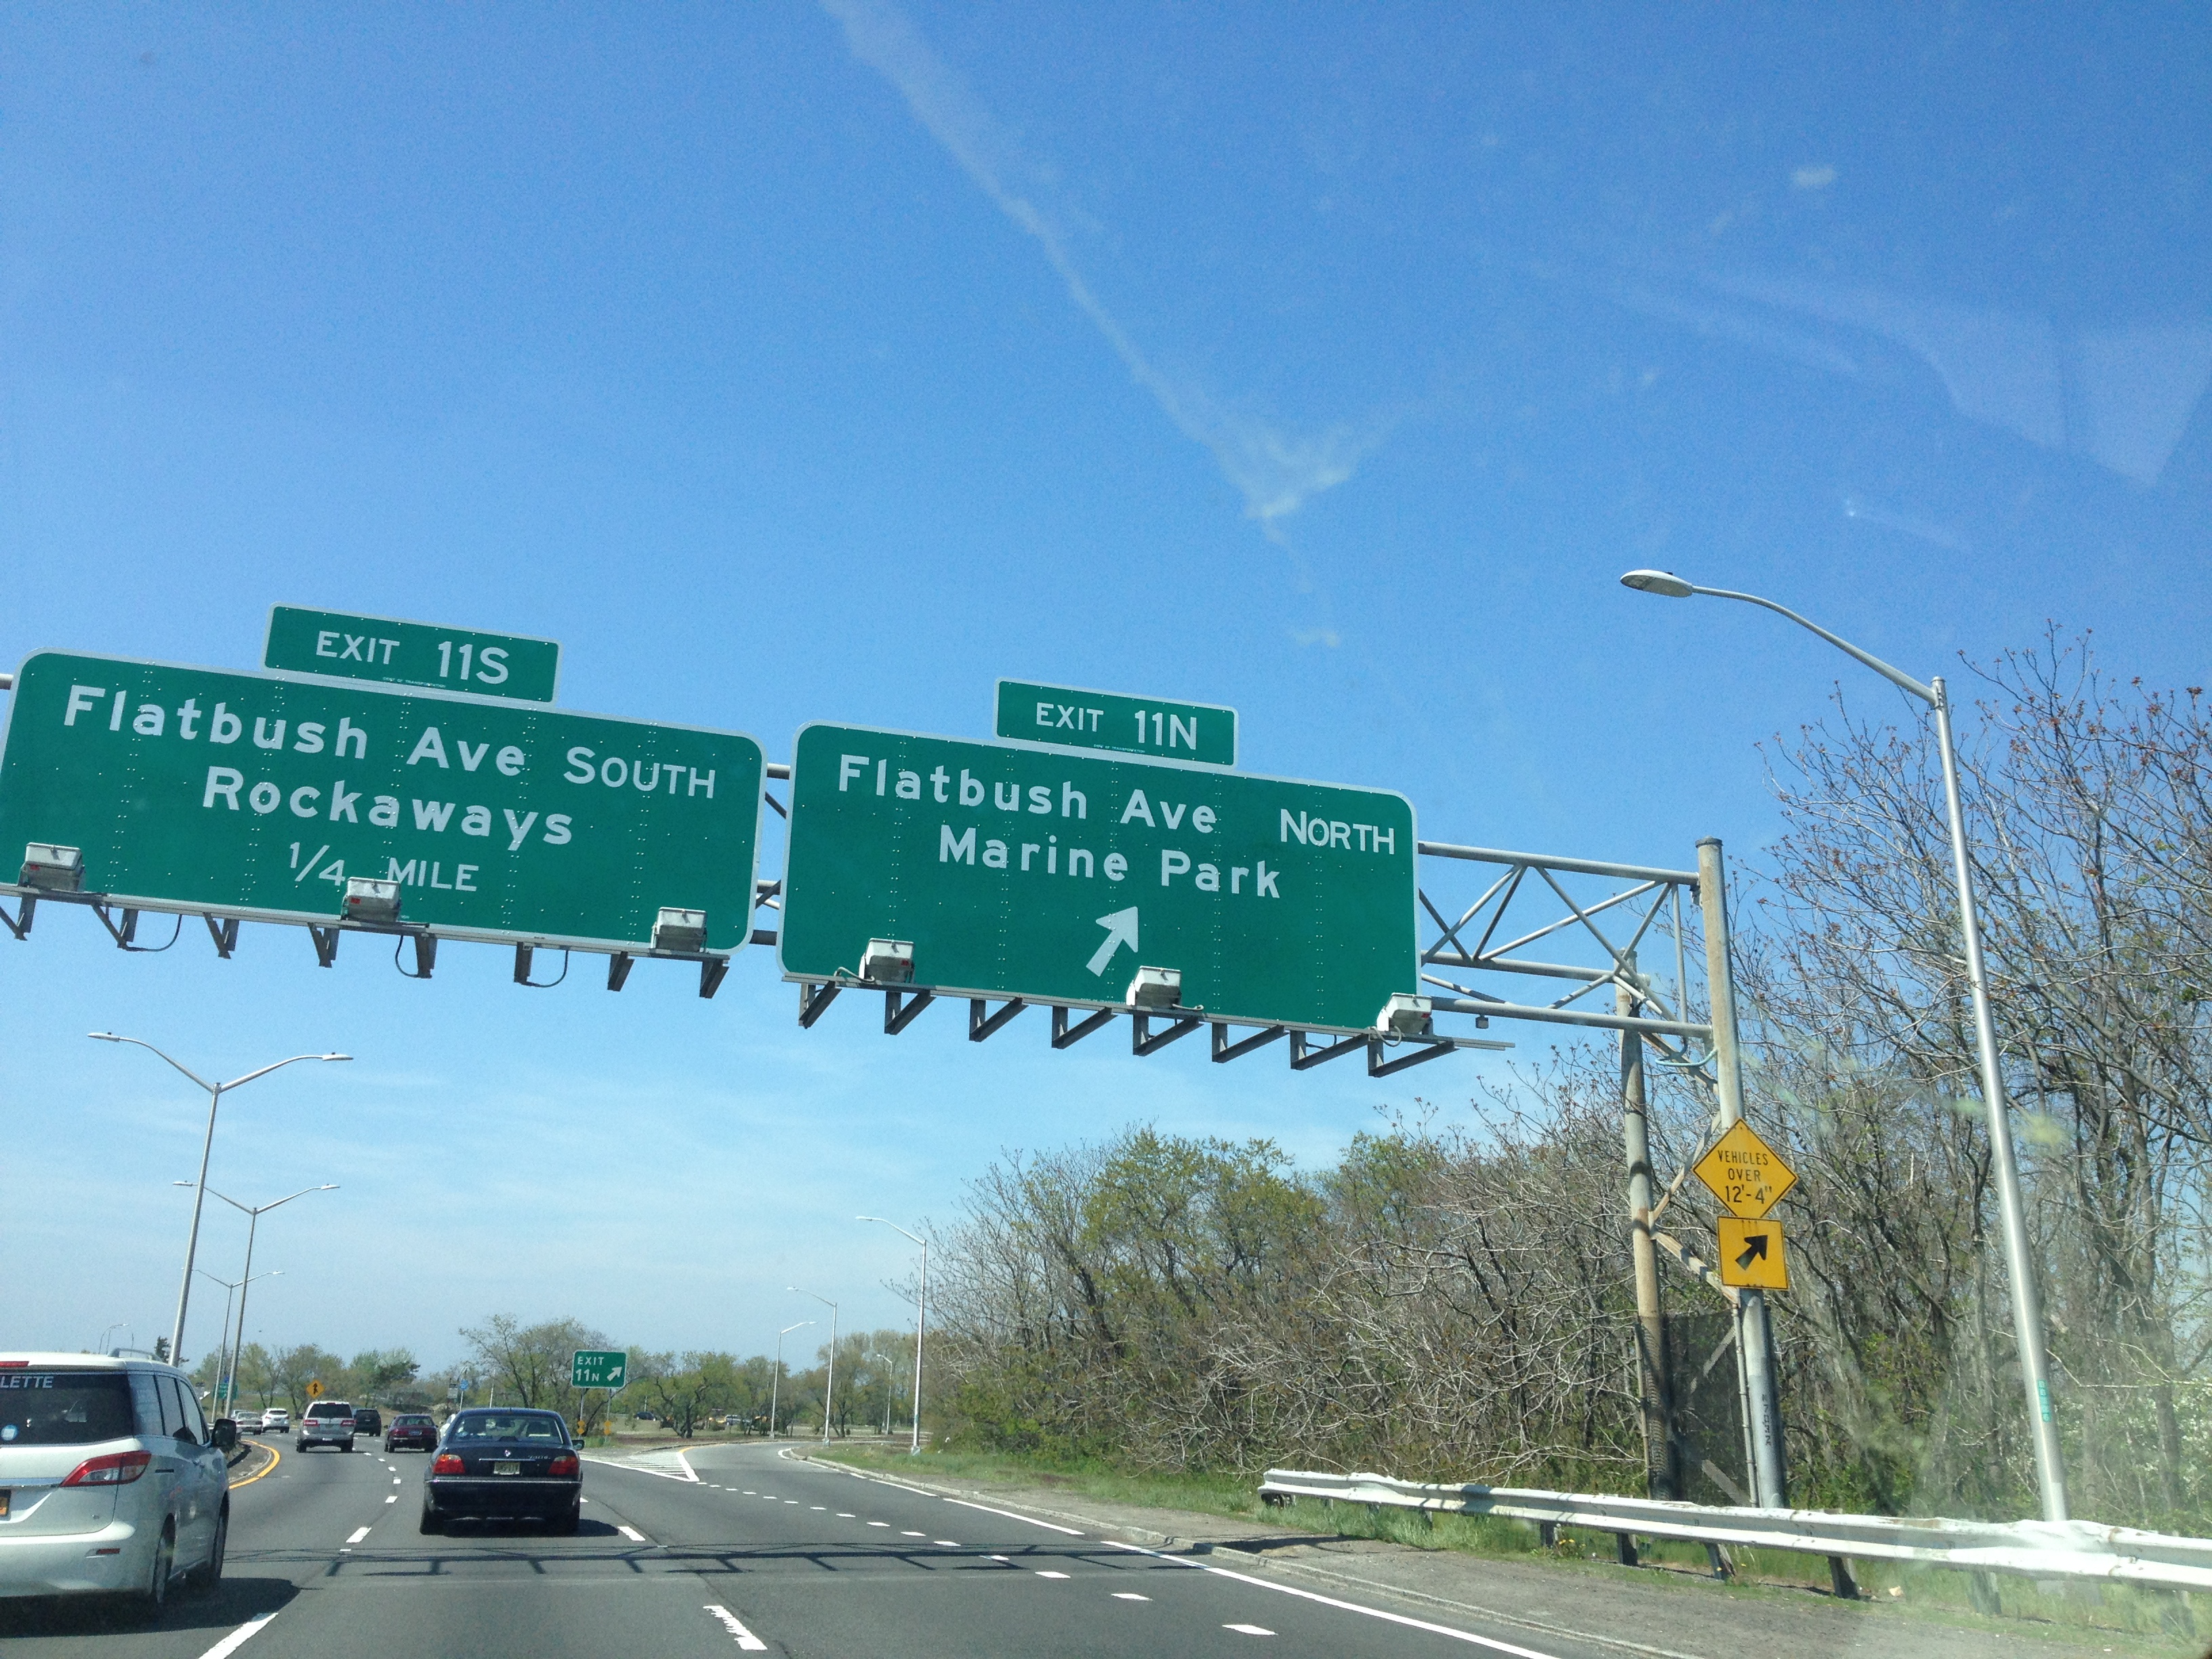 EXIT 11S
Flatbush Ave SOUTH
Rockaways
1/4 MILE
EXIT 11N
Flatbush Ave NORTH
Marine Park
VEHICLES
OVER
12'-4"
EXIT
11N
LETTE